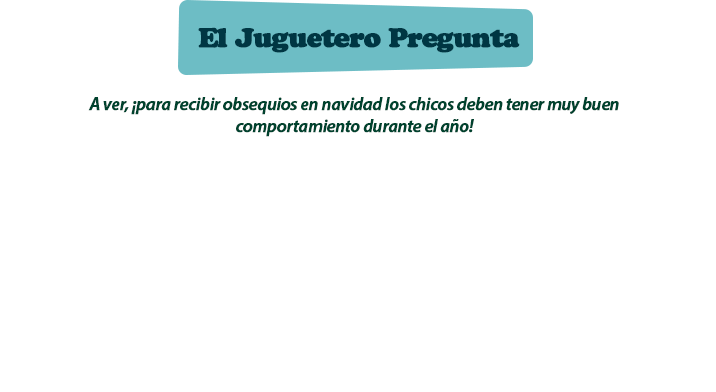 El Juguetero Pregunta
A ver, ¡para recibir obsequios en navidad los chicos deben tener muy buen
comportamiento durante el año!